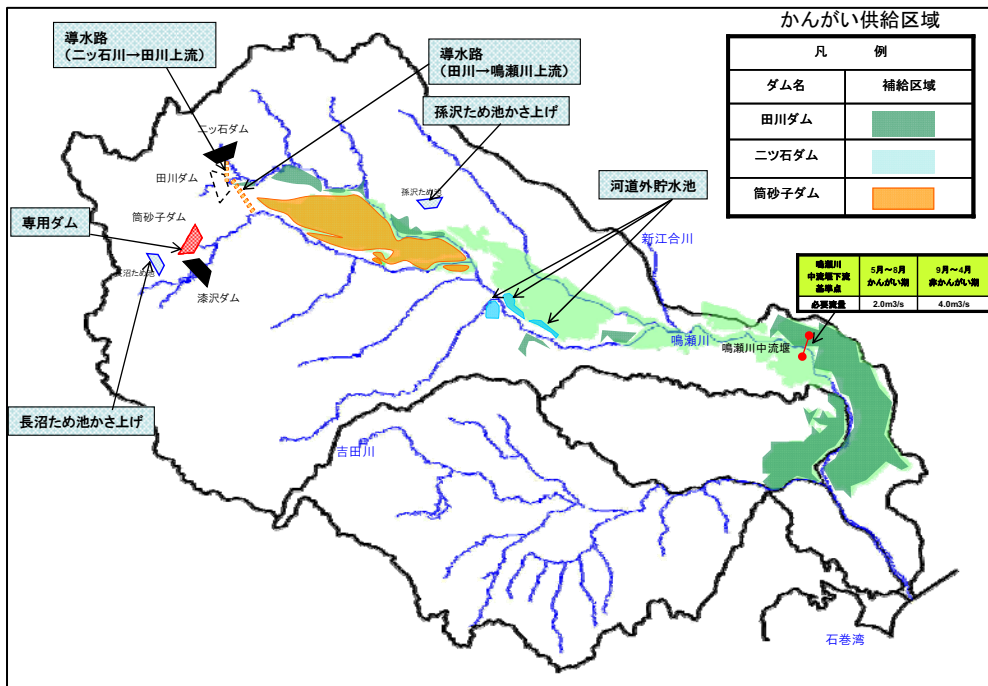 かんがい供給区域
凡 例
ダム名 補給区域
田川ダム
二ツ石ダム
筒砂子ダム
導水路
（二ッ石川→田川上流）
導水路
（田川→鳴瀬川上流）
孫沢ため池かさ上げ
二ッ石ダム
田川ダム
孫沢ため池
河道外貯水池
筒砂子ダム
専用ダム
新江合川
長沼ため池
漆沢ダム
鳴瀬川
中流堰下流
基準点
5月～8月
かんがい期
9月～4月
非かんがい期
必要流量 2.0m3/s 4.0m3/s
鳴瀬川
鳴瀬川中流堰
長沼ため池かさ上げ
吉田川
石巻湾